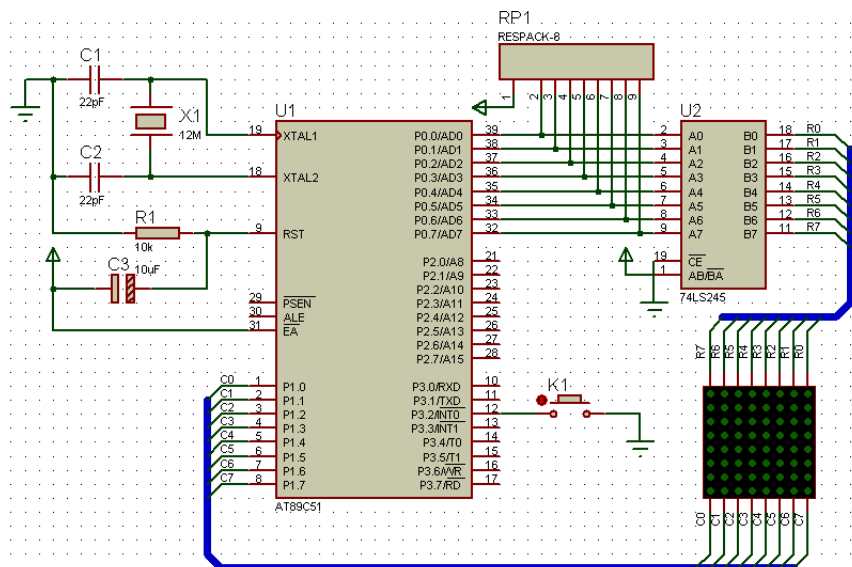 RP1
RESPACK-8
1 2 3 4 5 6 7 8 9
C1
22pF
X1
12M
C2
22pF
R1
10k
C3
10uF
U1
19 XTAL1
18 XTAL2
9 RST
29 PSEN
30 ALE
31 EA
C0 1 P1.0
C1 2 P1.1
C2 3 P1.2
C3 4 P1.3
C4 5 P1.4
C5 6 P1.5
C6 7 P1.6
C7 8 P1.7
P0.0/AD0 39
P0.1/AD1 38
P0.2/AD2 37
P0.3/AD3 36
P0.4/AD4 35
P0.5/AD5 34
P0.6/AD6 33
P0.7/AD7 32
P2.0/A8 21
P2.1/A9 22
P2.2/A10 23
P2.3/A11 24
P2.4/A12 25
P2.5/A13 26
P2.6/A14 27
P2.7/A15 28
P3.0/RXD 10
P3.1/TXD 11
P3.2/INT0 12
P3.3/INT1 13
P3.4/T0 14
P3.5/T1 15
P3.6/WR 16
P3.7/RD 17
AT89C51
K1
U2
2 A0 B0 18 R0
3 A1 B1 17 R1
4 A2 B2 16 R2
5 A3 B3 15 R3
6 A4 B4 14 R4
7 A5 B5 13 R5
8 A6 B6 12 R6
9 A7 B7 11 R7
19 CE
1 AB/BA
74LS245
R7 R6 R5 R4 R3 R2 R1 R0
C0 C1 C2 C3 C4 C5 C6 C7